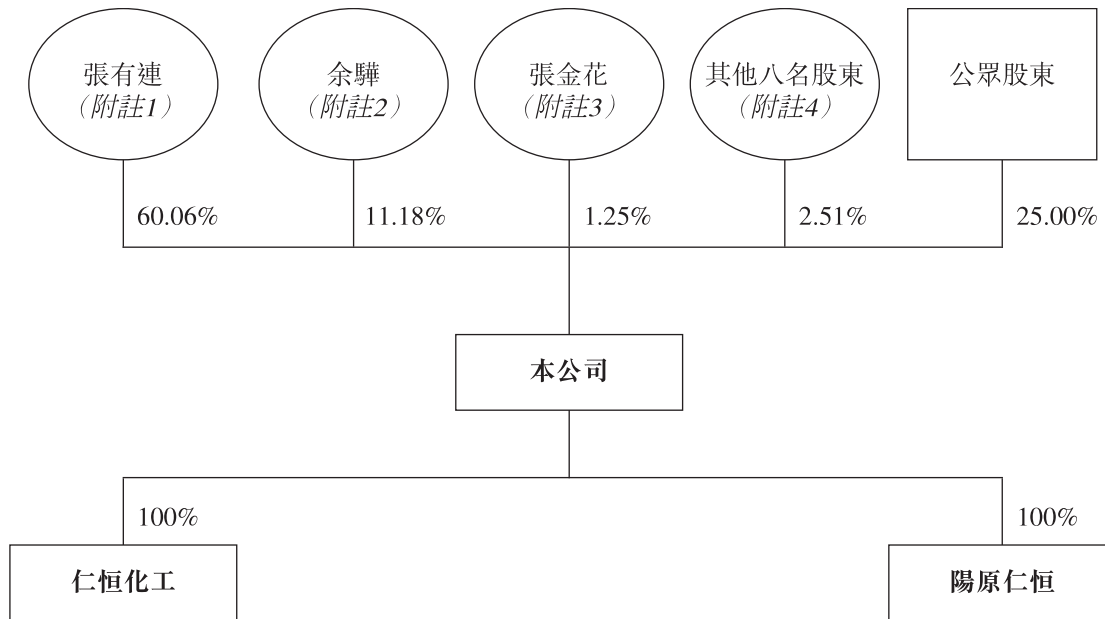 張有連
（附註1）
余驊
（附註2）
張金花
（附註3）
其他八名股東
（附註4）
公眾股東
60.06%
11.18%
1.25%
2.51%
25.00%
本公司
100%
100%
仁恒化工
陽原仁恒